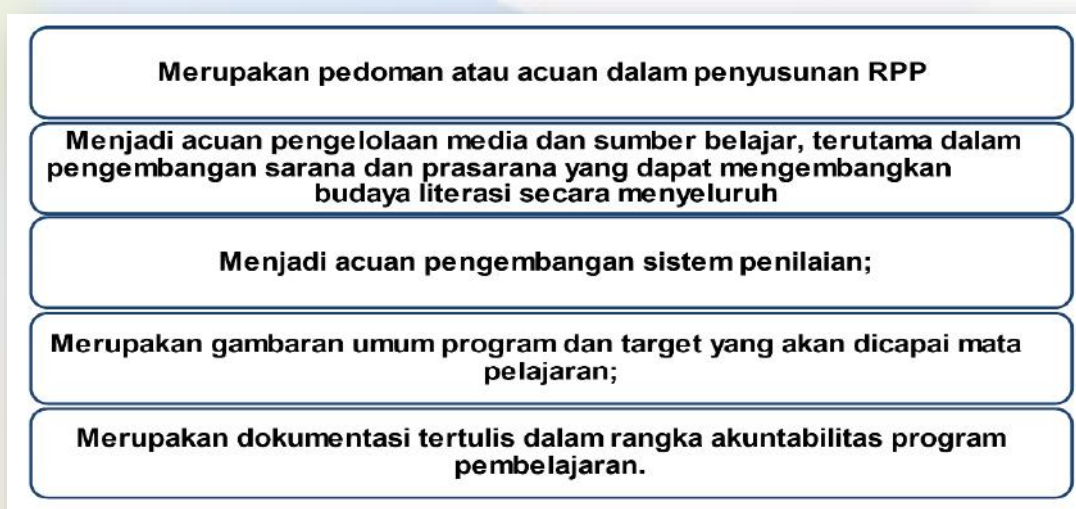 Merupakan pedoman atau acuan dalam penyusunan RPP
Menjadi acuan pengelolaan media dan sumber belajar, terutama dalam
pengembangan sarana dan prasarana yang dapat mengembangkan
budaya literasi secara menyeluruh
Menjadi acuan pengembangan sistem penilaian;
Merupakan gambaran umum program dan target yang akan dicapai mata
pelajaran;
Merupakan dokumentasi tertulis dalam rangka akuntabilitas program
pembelajaran.